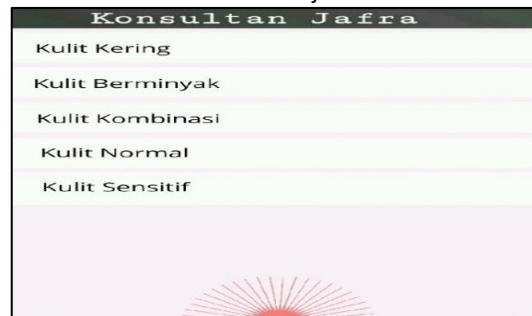 Konsultan Jafra
Kulit Kering
Kulit Berminyak
Kulit Kombinasi
Kulit Normal
Kulit Sensitif